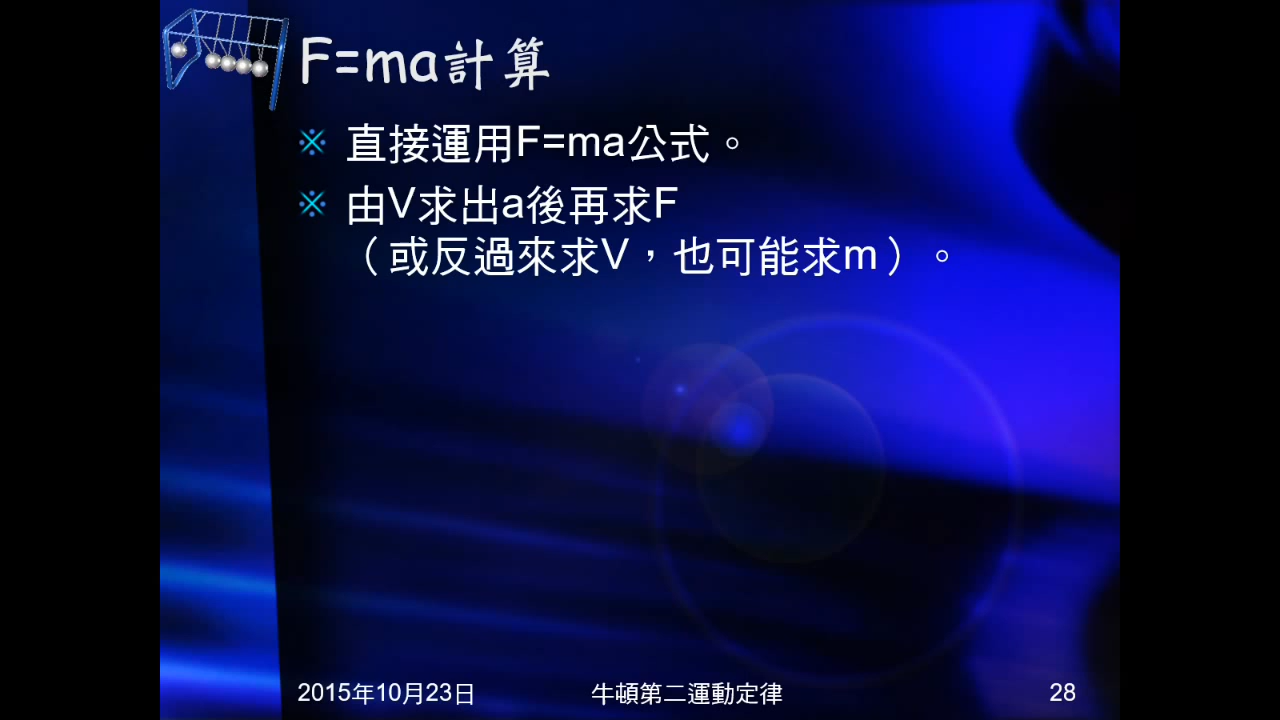 F=ma計算
※ 直接運用F=ma公式。
※ 由V求出a後再求F
（或反過來求V，也可能求m）。
2015年10月23日 牛頓第二運動定律 28